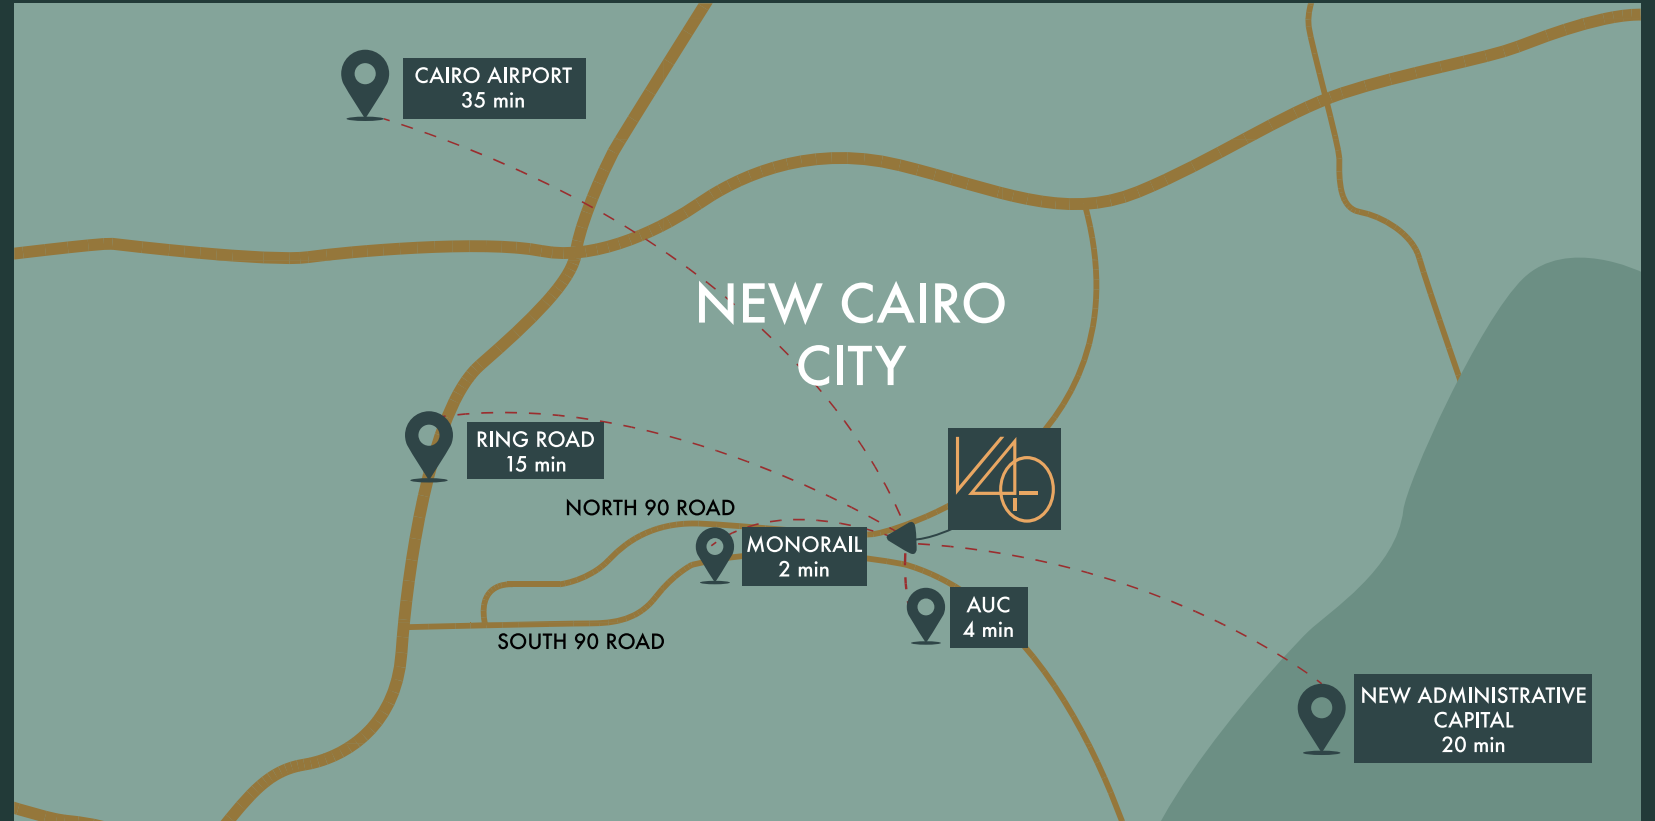 CAIRO AIRPORT
35 min
NEW CAIRO
CITY
V40
RING ROAD
15 min
NORTH 90 ROAD
MONORAIL
2 min
AUC
4 min
SOUTH 90 ROAD
NEW ADMINISTRATIVE
CAPITAL
20 min